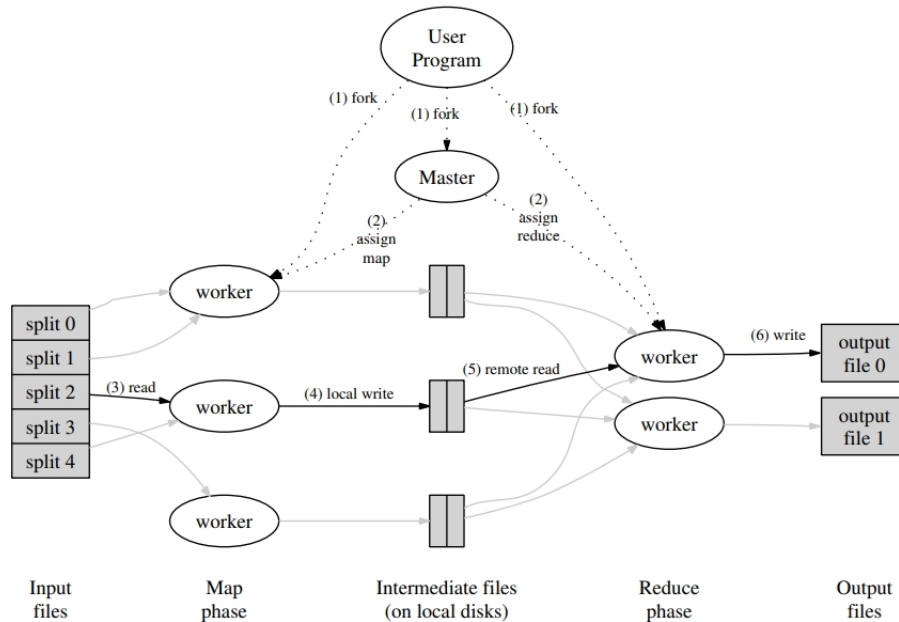 User
Program
(1) fork
(1) fork
(1) fork
Master
(2)
assign
map
(2)
assign
reduce
worker
split 0
split 1
split 2
split 3
split 4
(3) read
worker
(4) local write
(5) remote read
worker
(6) write
output
file 0
worker
output
file 1
worker
Input
files
Map
phase
Intermediate files
(on local disks)
Reduce
phase
Output
files